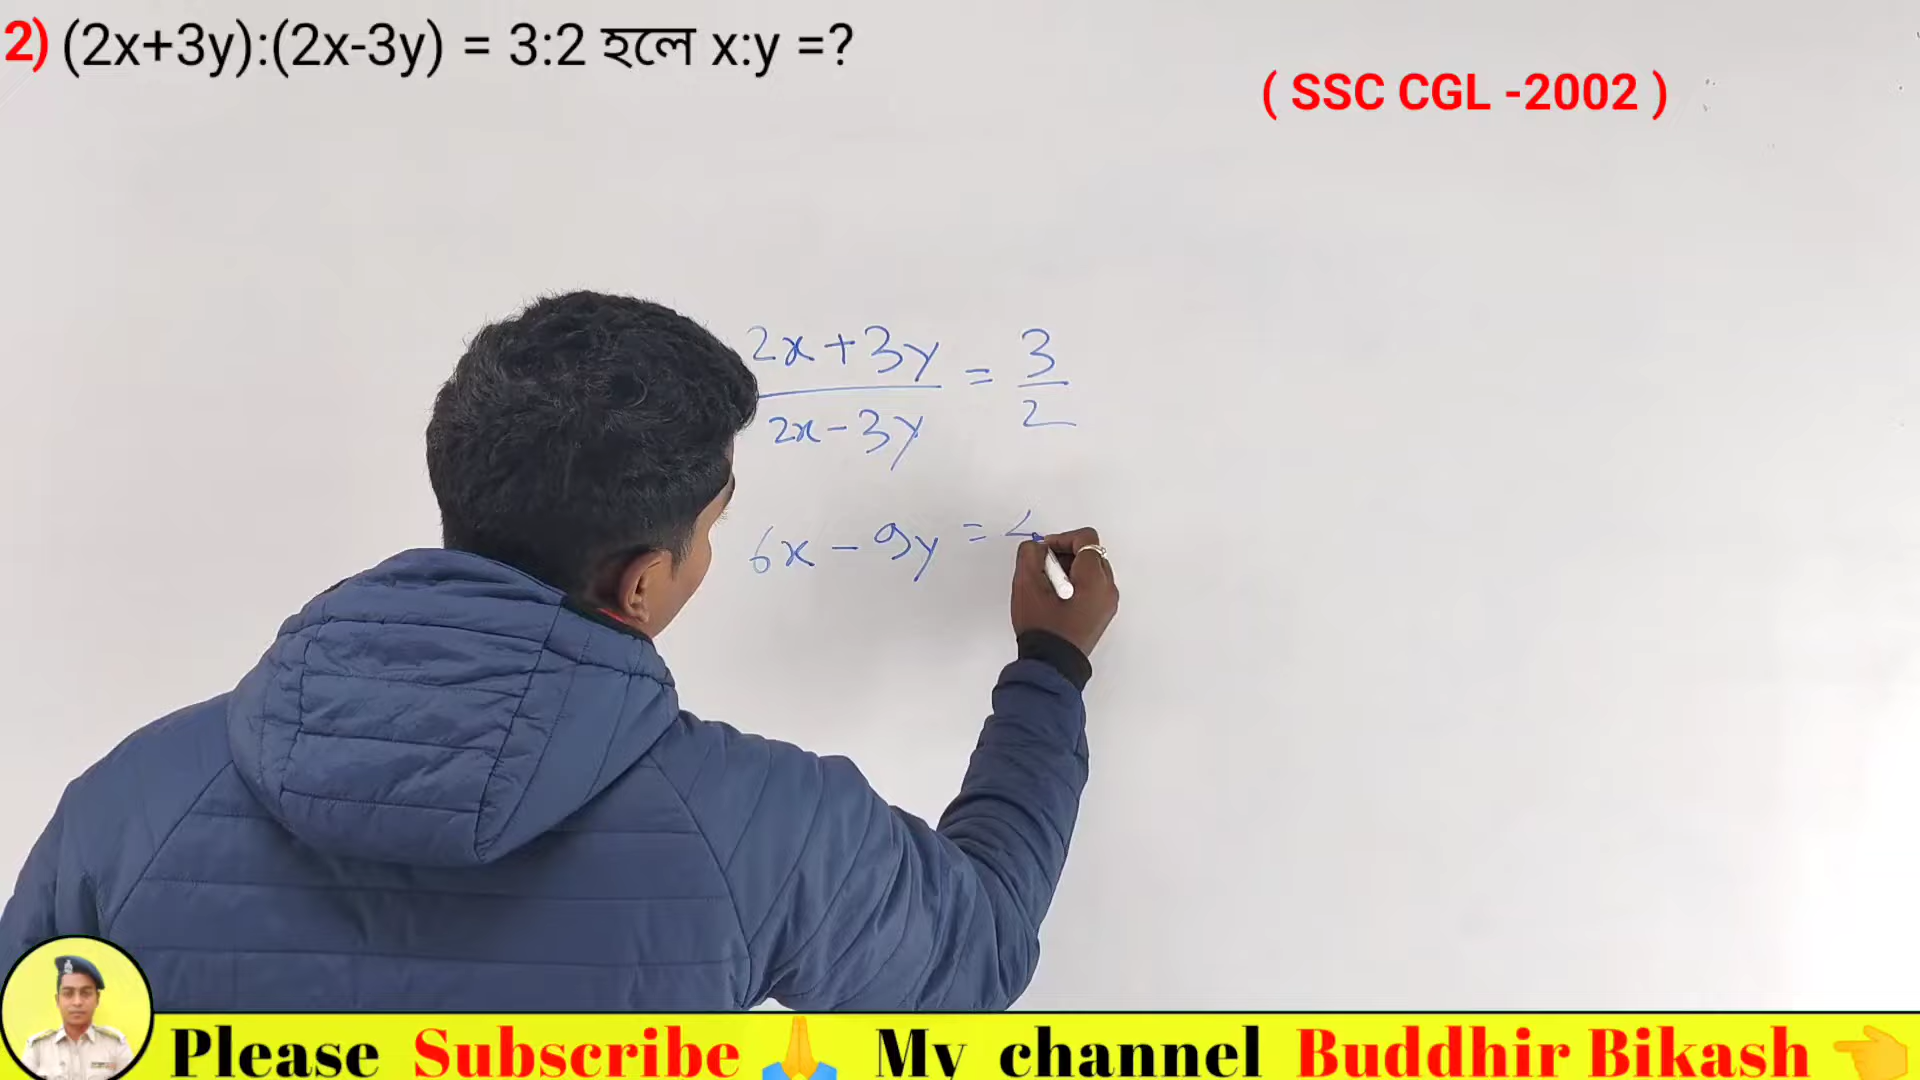 2) (2x+3y):(2x-3y) = 3:2 হলে x:y =?
( SSC CGL -2002 )
2x+3y = 3
2x-3y 2
6x - 9y = 4
Please Subscribe 🙏 My channel Buddhir Bikash 👈